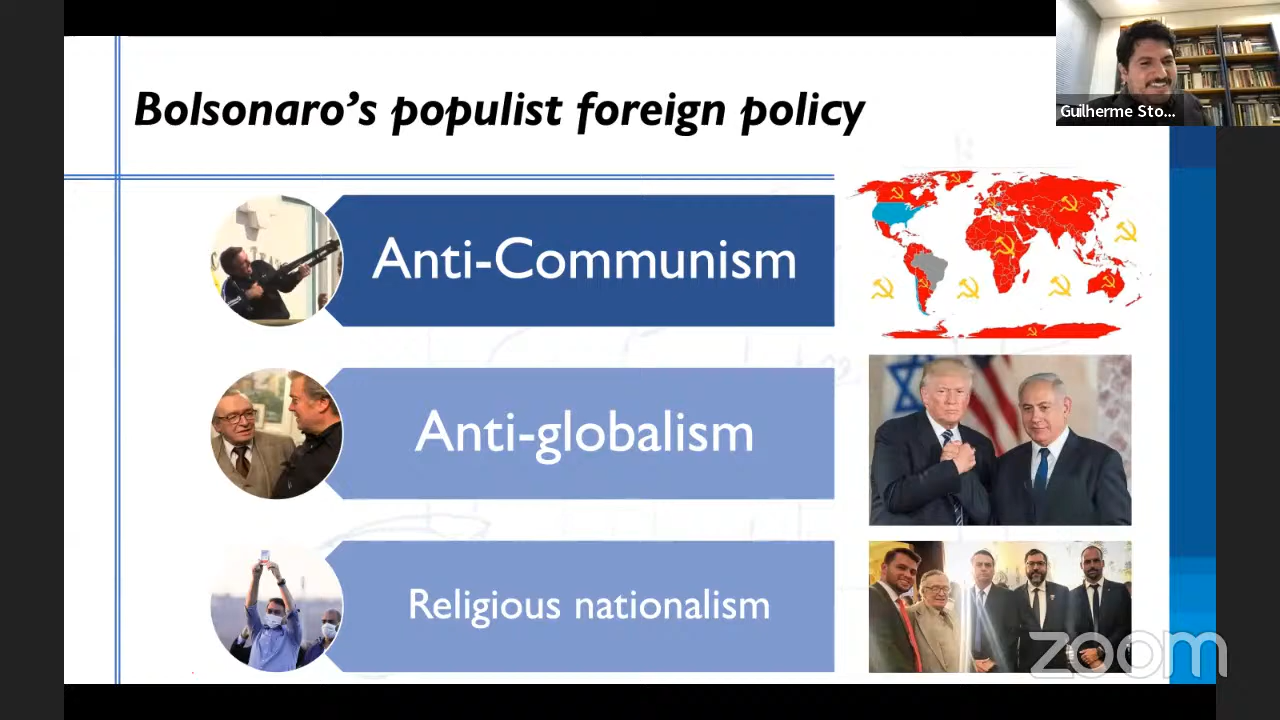 Bolsonaro's populist foreign policy
Guilherme Sto...
Anti-Communism
Anti-globalism
Religious nationalism
zoom